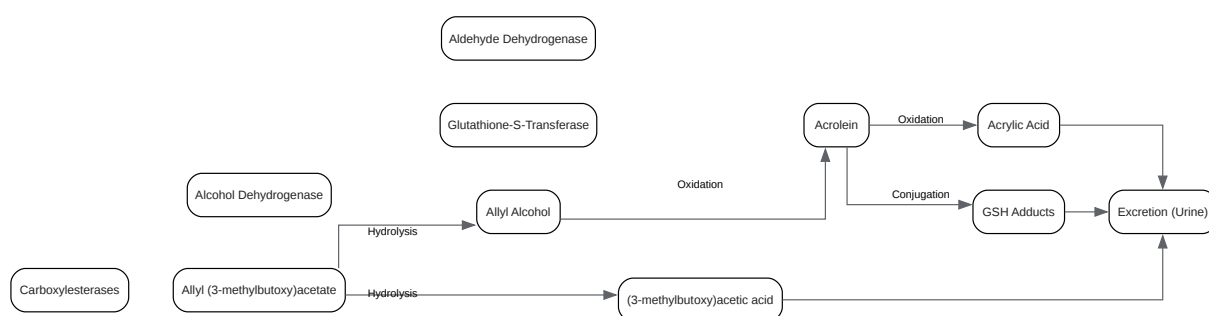 Aldehyde Dehydrogenase
Glutathione-S-Transferase
Acrolein
Oxidation
Acrylic Acid
Alcohol Dehydrogenase
Oxidation
Allyl Alcohol
Conjugation
GSH Adducts
Excretion (Urine)
Hydrolysis
Carboxylesterases
Allyl (3-methylbutoxy)acetate
Hydrolysis
(3-methylbutoxy)acetic acid